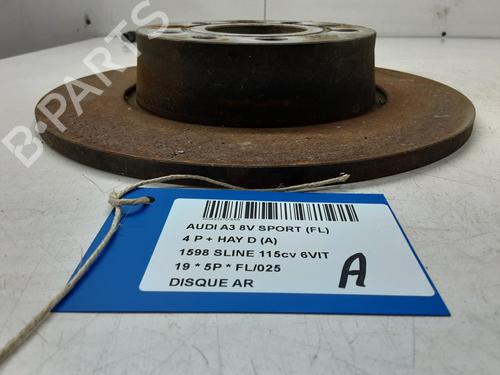 B-PARTS
AUDI A3 8V SPORT (FL)
4 P + HAY D (A)
1598 SLINE 115cv 6VIT
19 * 5P * FL/025
DISQUE AR
A